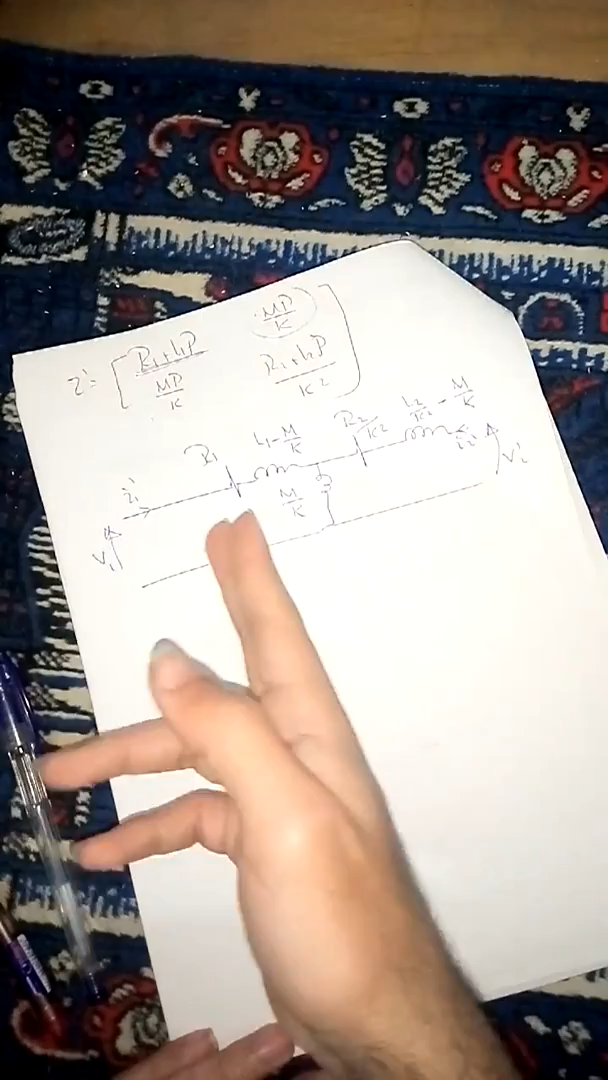 Z' = [ R1+L1P MP/K
MP/K R2+L2P/K² ]
R1 L1-M/K R2/K² L2/K² - M/K
i1 M/K i2'
V1 V2'